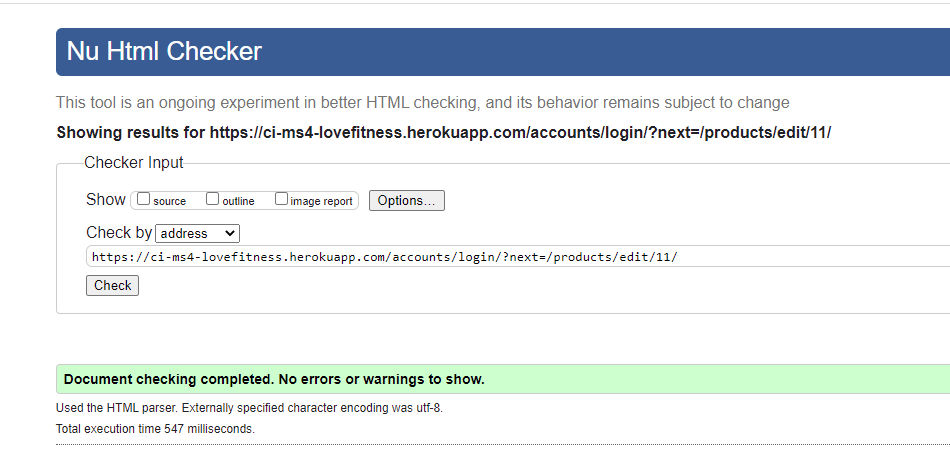 Nu Html Checker
This tool is an ongoing experiment in better HTML checking, and its behavior remains subject to change
Showing results for https://ci-ms4-lovefitness.herokuapp.com/accounts/login/?next=/products/edit/11/
Checker Input
Show source outline image report Options...
Check by address
https://ci-ms4-lovefitness.herokuapp.com/accounts/login/?next=/products/edit/11/
Check
Document checking completed. No errors or warnings to show.
Used the HTML parser. Externally specified character encoding was utf-8.
Total execution time 547 milliseconds.